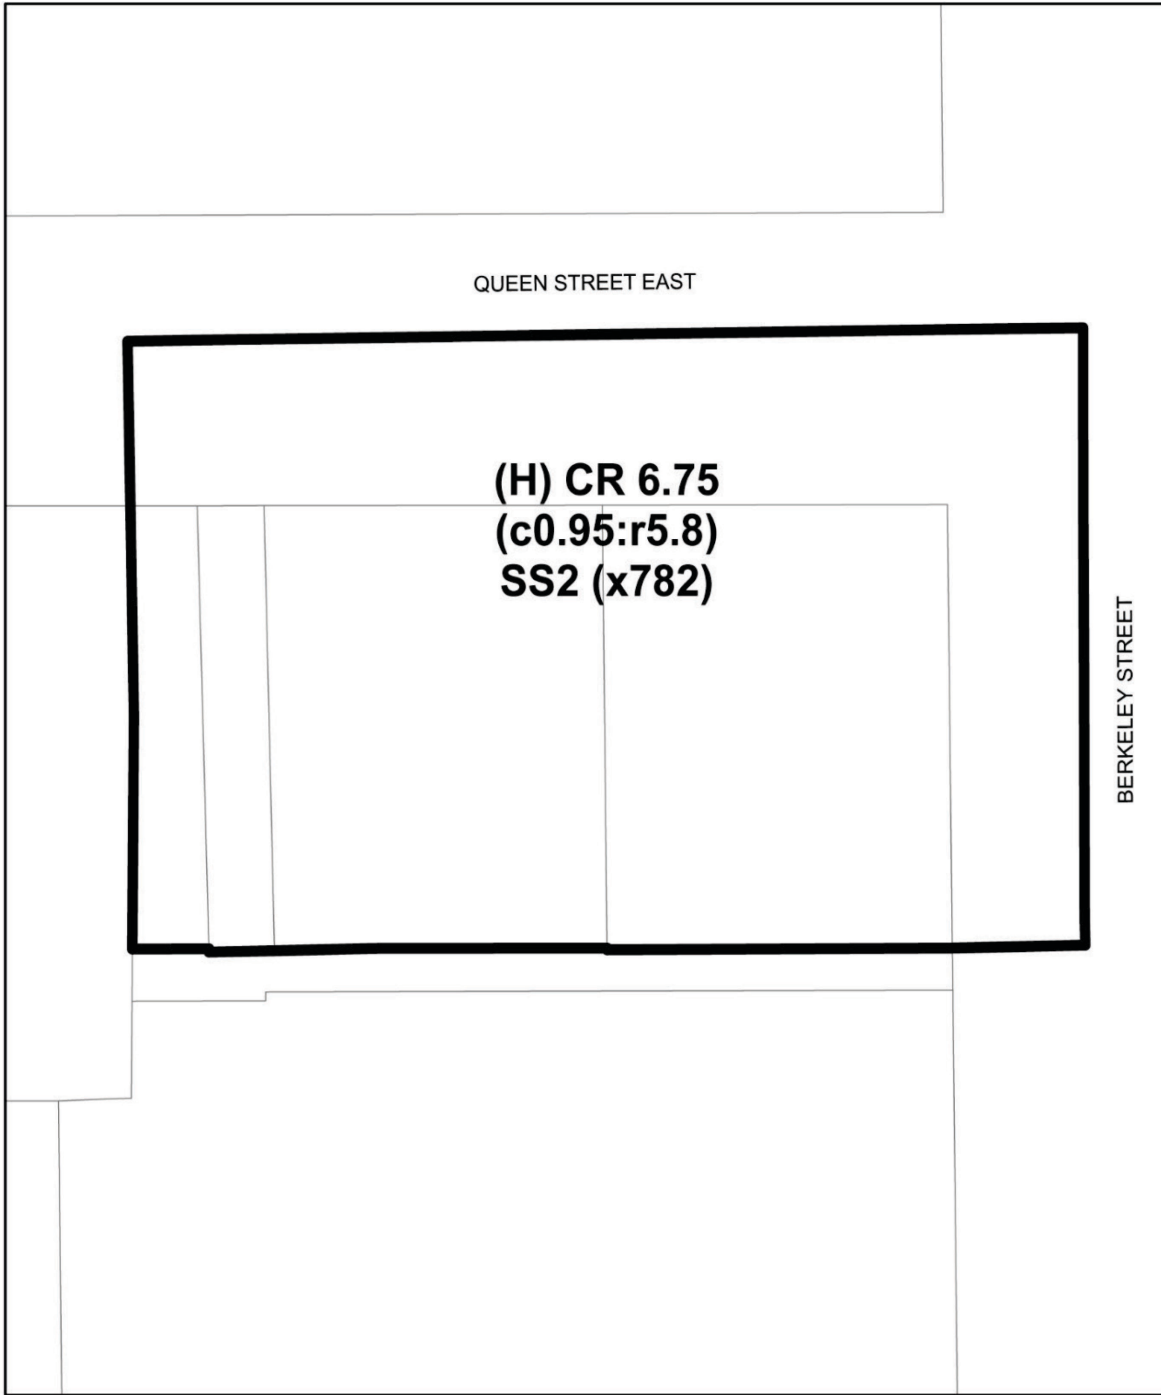 QUEEN STREET EAST
(H) CR 6.75
(c0.95:r5.8)
SS2 (x782)
BERKELEY STREET